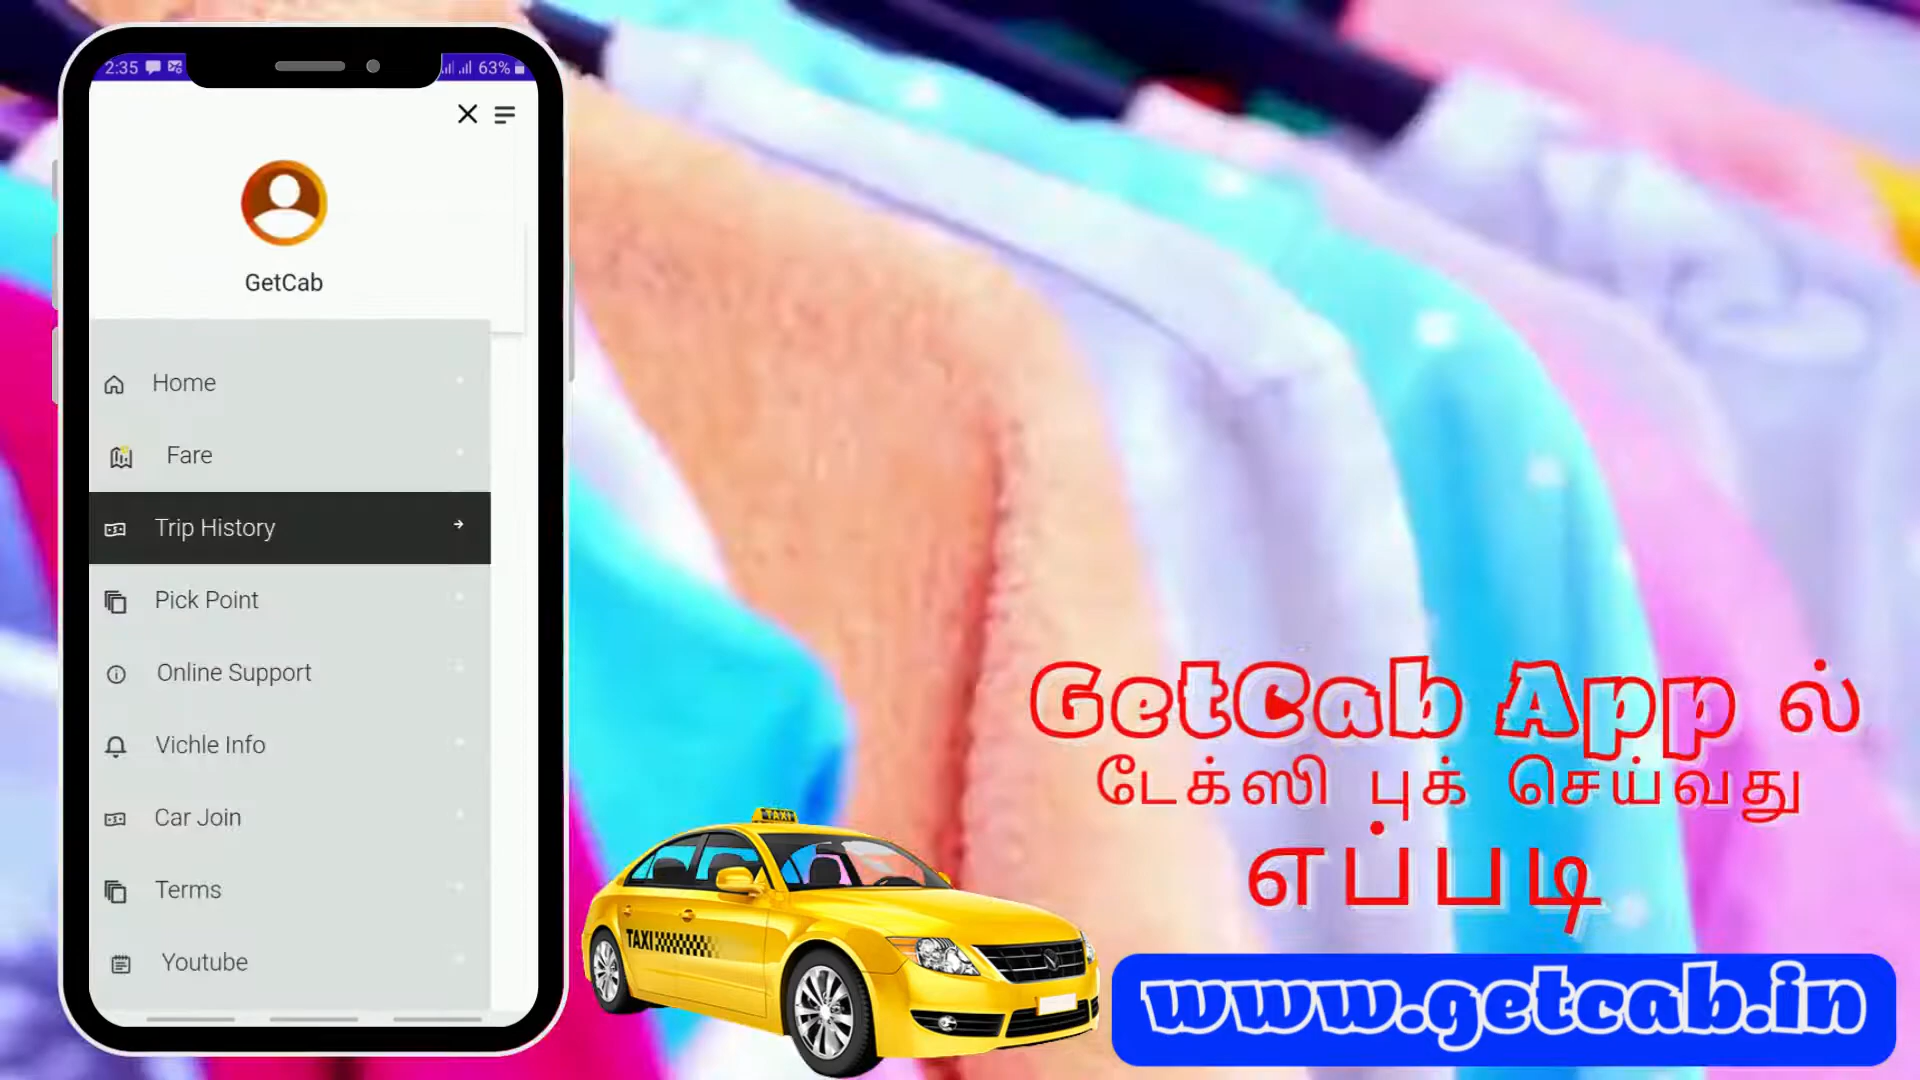 2:35
63%
GetCab
Home
Fare
Trip History
Pick Point
Online Support
Vichle Info
Car Join
Terms
Youtube
TAXI
TAXI
GetCab App ல்
டேக்ஸி புக் செய்வது
எப்படி
www.getcab.in